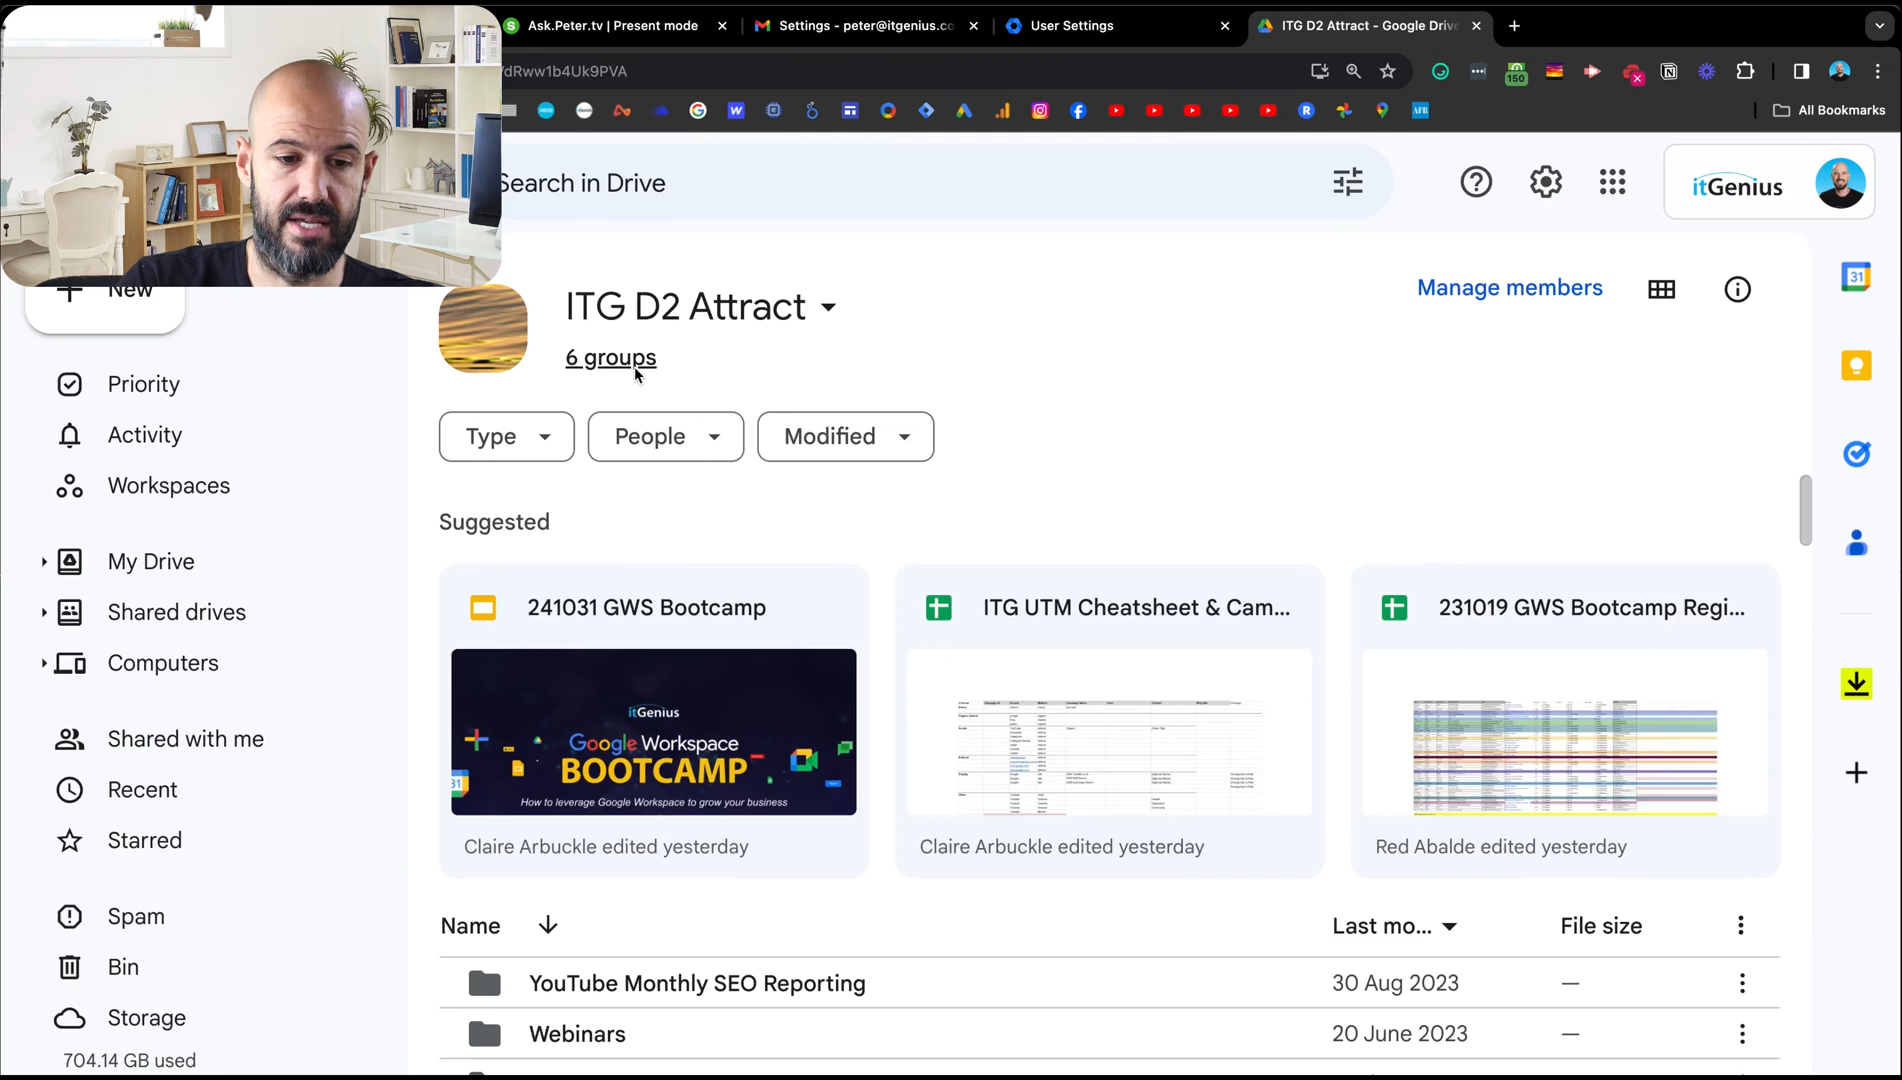 Ask.Peter.tv | Present mode
Settings - peter@itgenius.co
User Settings
ITG D2 Attract - Google Drive
/dRww1b4Uk9PVA
150
All Bookmarks
Search in Drive
itGenius
New
ITG D2 Attract
Manage members
6 groups
Priority
Activity
Workspaces
Type
People
Modified
Suggested
My Drive
Shared drives
Computers
241031 GWS Bootcamp
ITG UTM Cheatsheet & Cam...
231019 GWS Bootcamp Regi...
itGenius
Google Workspace
BOOTCAMP
How to leverage Google Workspace to grow your business
Shared with me
Recent
Starred
Claire Arbuckle edited yesterday
Claire Arbuckle edited yesterday
Red Abalde edited yesterday
Spam
Bin
Storage
704.14 GB used
Name
Last mo...
File size
YouTube Monthly SEO Reporting
30 Aug 2023
—
Webinars
20 June 2023
—